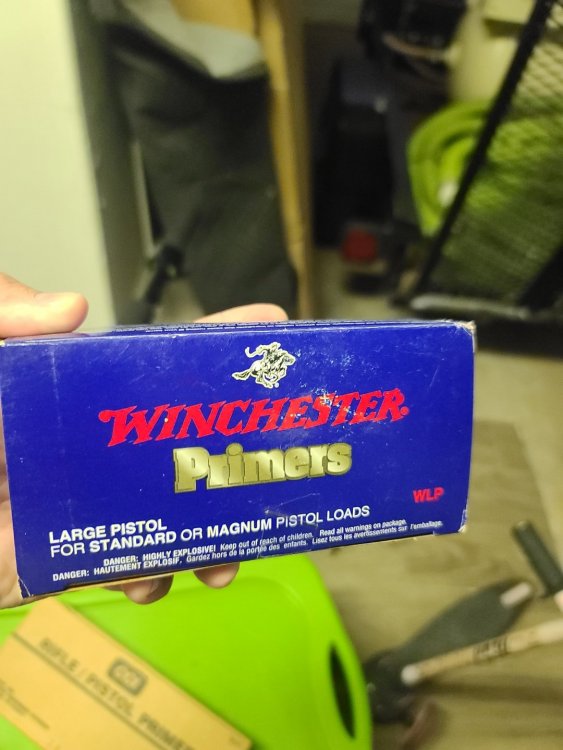 WINCHESTER®
Primers
WLP
LARGE PISTOL
FOR STANDARD OR MAGNUM PISTOL LOADS
DANGER: HIGHLY EXPLOSIVE! Keep out of reach of children. Read all warnings on package.
DANGER: HAUTEMENT EXPLOSIF. Gardez hors de la portée des enfants. Lisez tous les avertissements sur l'emballage.
RIFLE / PISTOL PRIMER